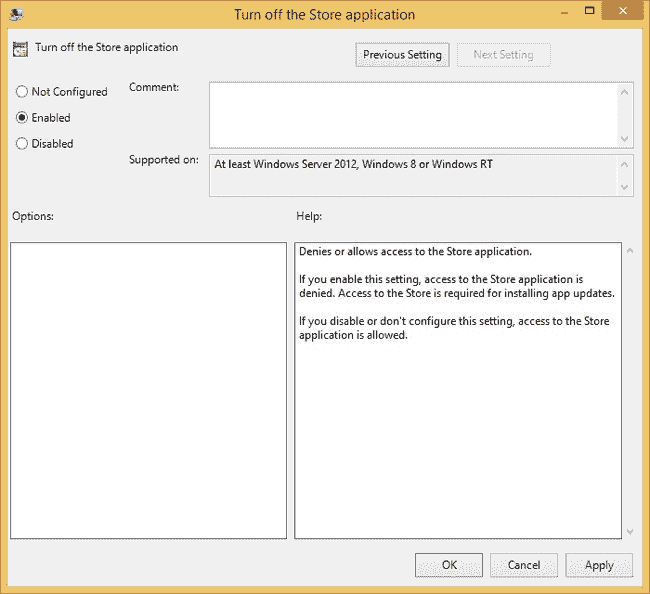 Turn off the Store application
Turn off the Store application
Previous Setting
Next Setting
Not Configured
Comment:
Enabled
Disabled
Supported on:
At least Windows Server 2012, Windows 8 or Windows RT
Options:
Help:
Denies or allows access to the Store application.
If you enable this setting, access to the Store application is
denied. Access to the Store is required for installing app updates.
If you disable or don't configure this setting, access to the Store
application is allowed.
OK
Cancel
Apply